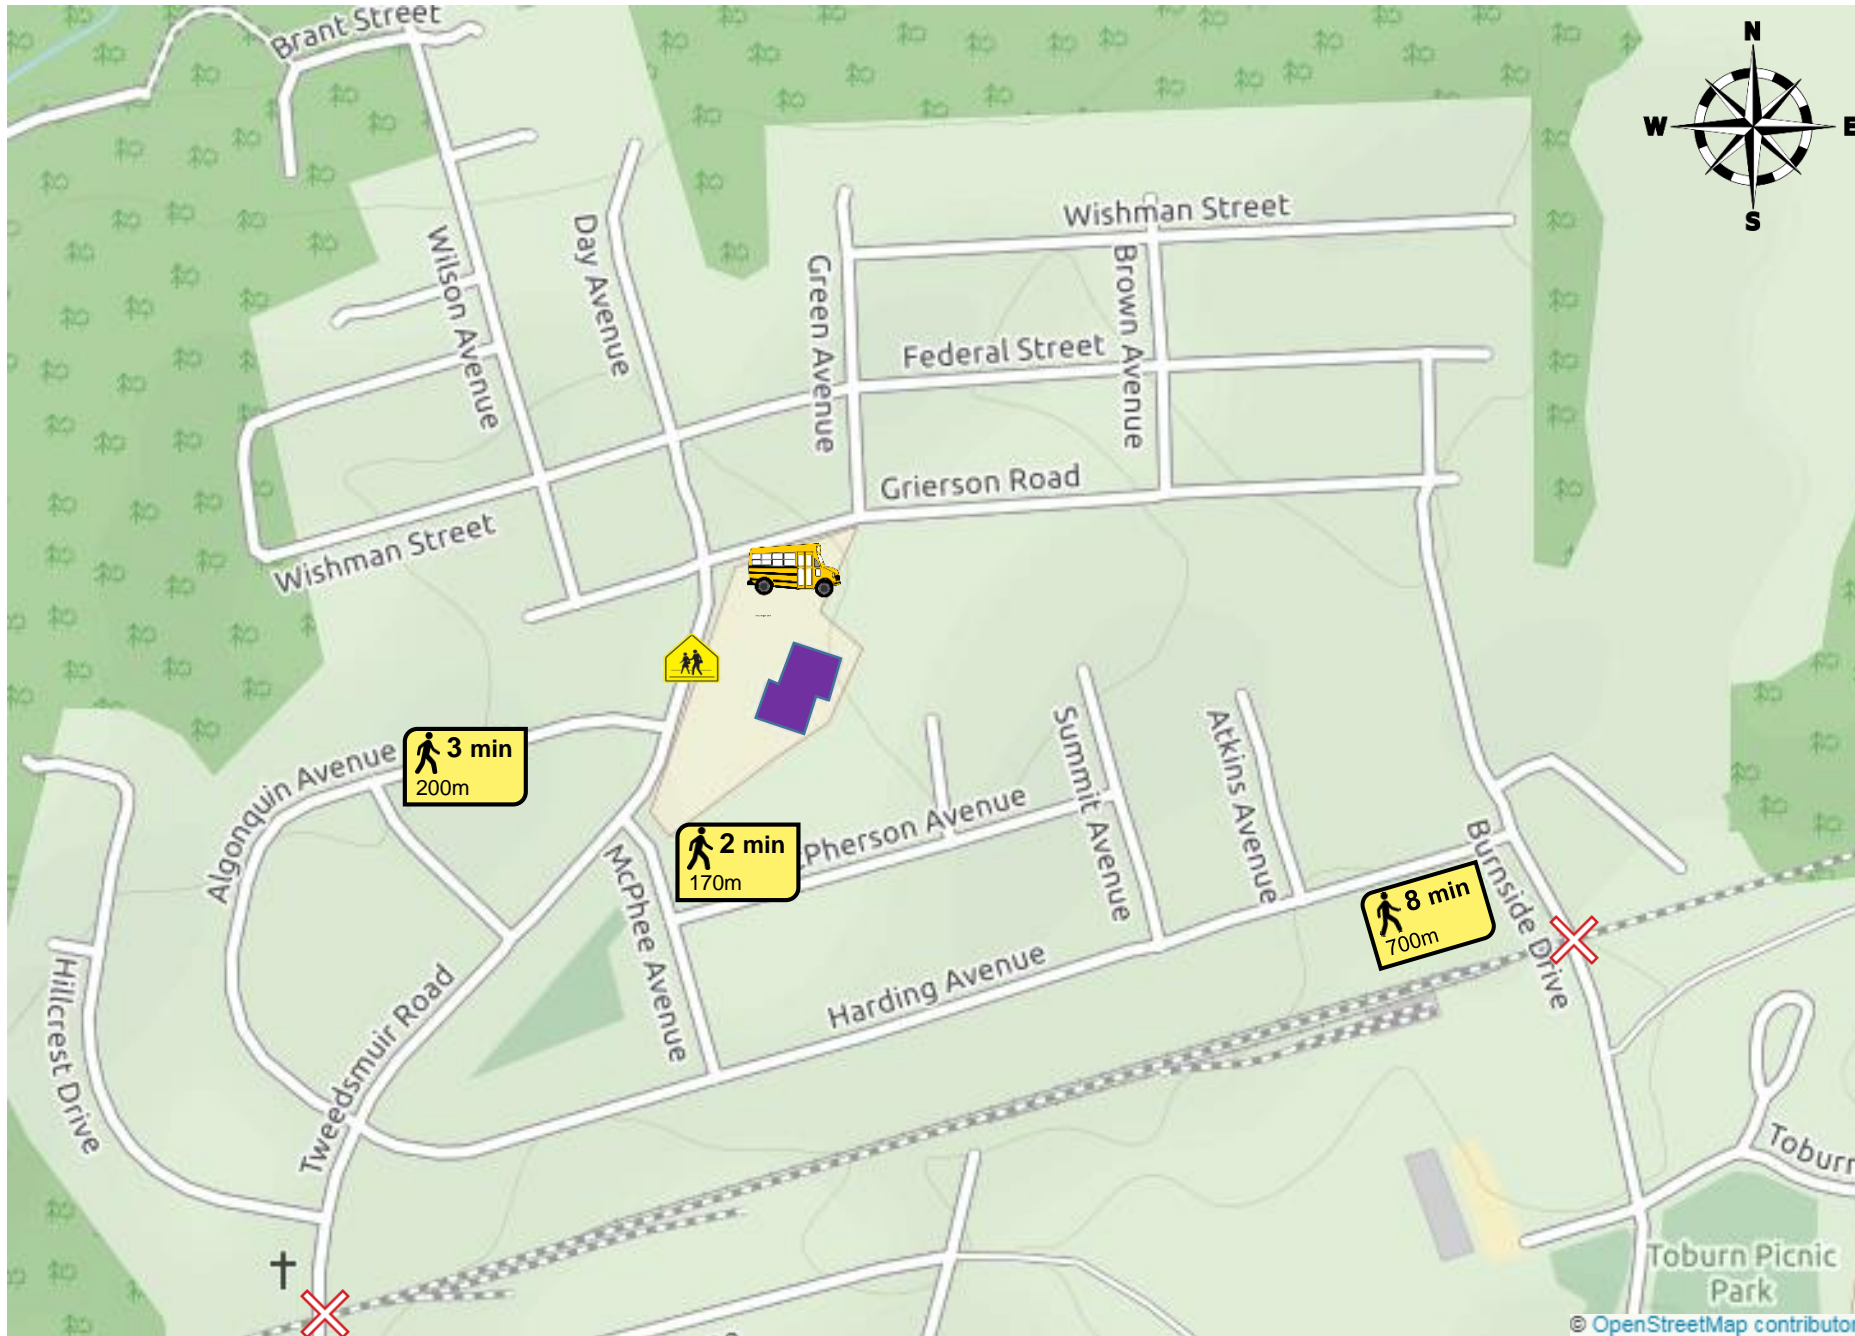 Brant Street
N
W
E
S
Wilson Avenue
Day Avenue
Green Avenue
Wishman Street
Brown Avenue
Federal Street
Grierson Road
Wishman Street
Algonquin Avenue
3 min
200m
2 min
170m
Pherson Avenue
Summit Avenue
Atkins Avenue
McPhee Avenue
Burnside Drive
8 min
700m
Harding Avenue
Hillcrest Drive
Tweedsmuir Road
Toburn
Toburn Picnic
Park
© OpenStreetMap contributor